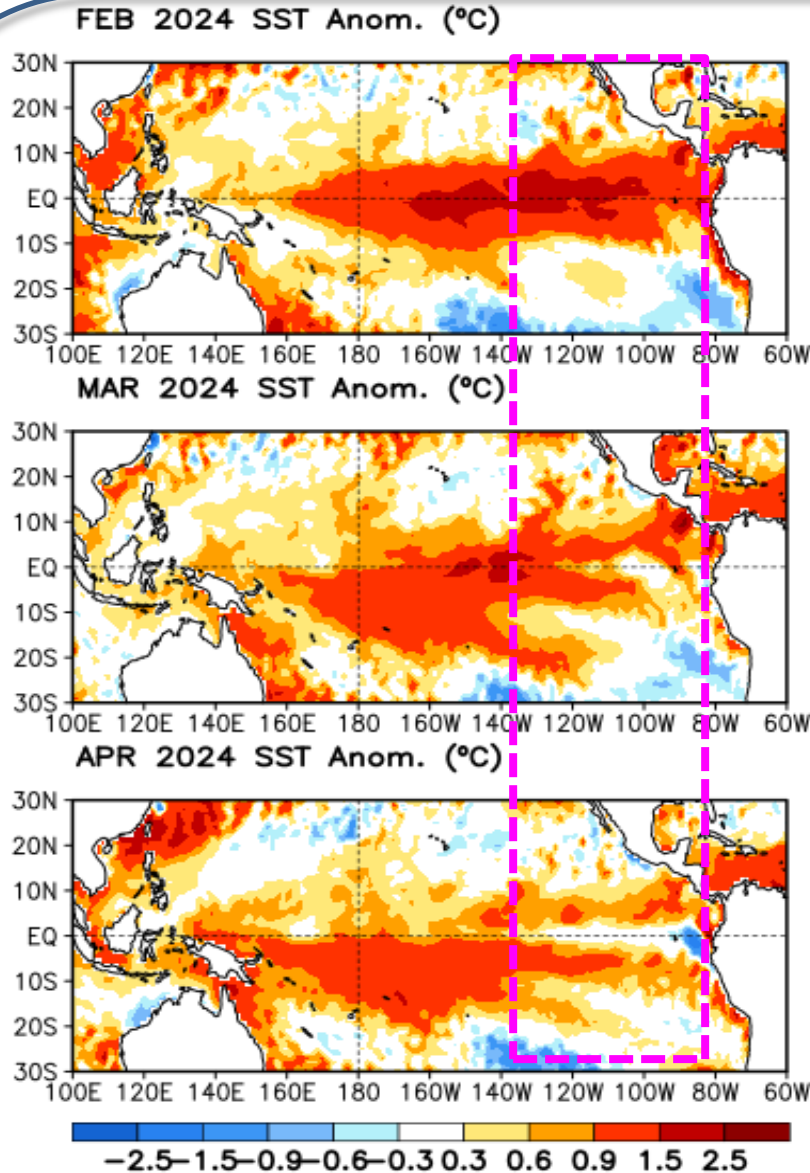 FEB 2024 SST Anom. (°C)
30N
20N
10N
EQ
10S
20S
30S
100E 120E 140E 160E 180 160W 140W 120W 100W 80W 60W
MAR 2024 SST Anom. (°C)
30N
20N
10N
EQ
10S
20S
30S
100E 120E 140E 160E 180 160W 140W 120W 100W 80W 60W
APR 2024 SST Anom. (°C)
30N
20N
10N
EQ
10S
20S
30S
100E 120E 140E 160E 180 160W 140W 120W 100W 80W 60W
-2.5-1.5-0.9-0.6-0.3 0.3 0.6 0.9 1.5 2.5